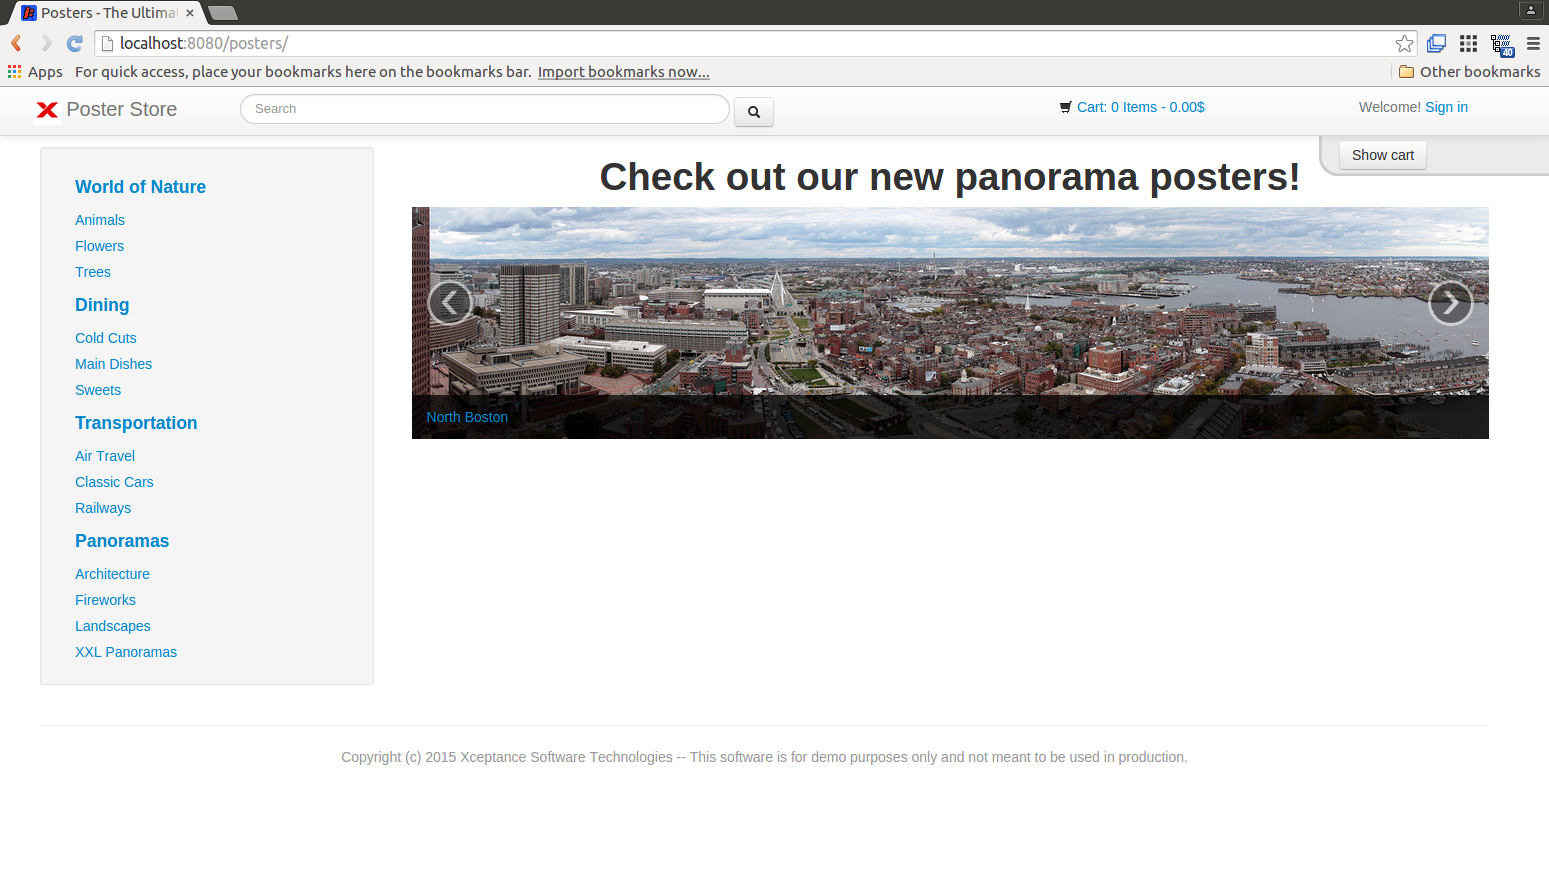 Posters - The Ultima
localhost:8080/posters/
Apps For quick access, place your bookmarks here on the bookmarks bar. Import bookmarks now... Other bookmarks
40
Poster Store Search Cart: 0 Items - 0.00$ Welcome! Sign in
Show cart
World of Nature
Animals
Flowers
Trees
Dining
Cold Cuts
Main Dishes
Sweets
Transportation
Air Travel
Classic Cars
Railways
Panoramas
Architecture
Fireworks
Landscapes
XXL Panoramas
Check out our new panorama posters!
North Boston
Copyright (c) 2015 Xceptance Software Technologies -- This software is for demo purposes only and not meant to be used in production.